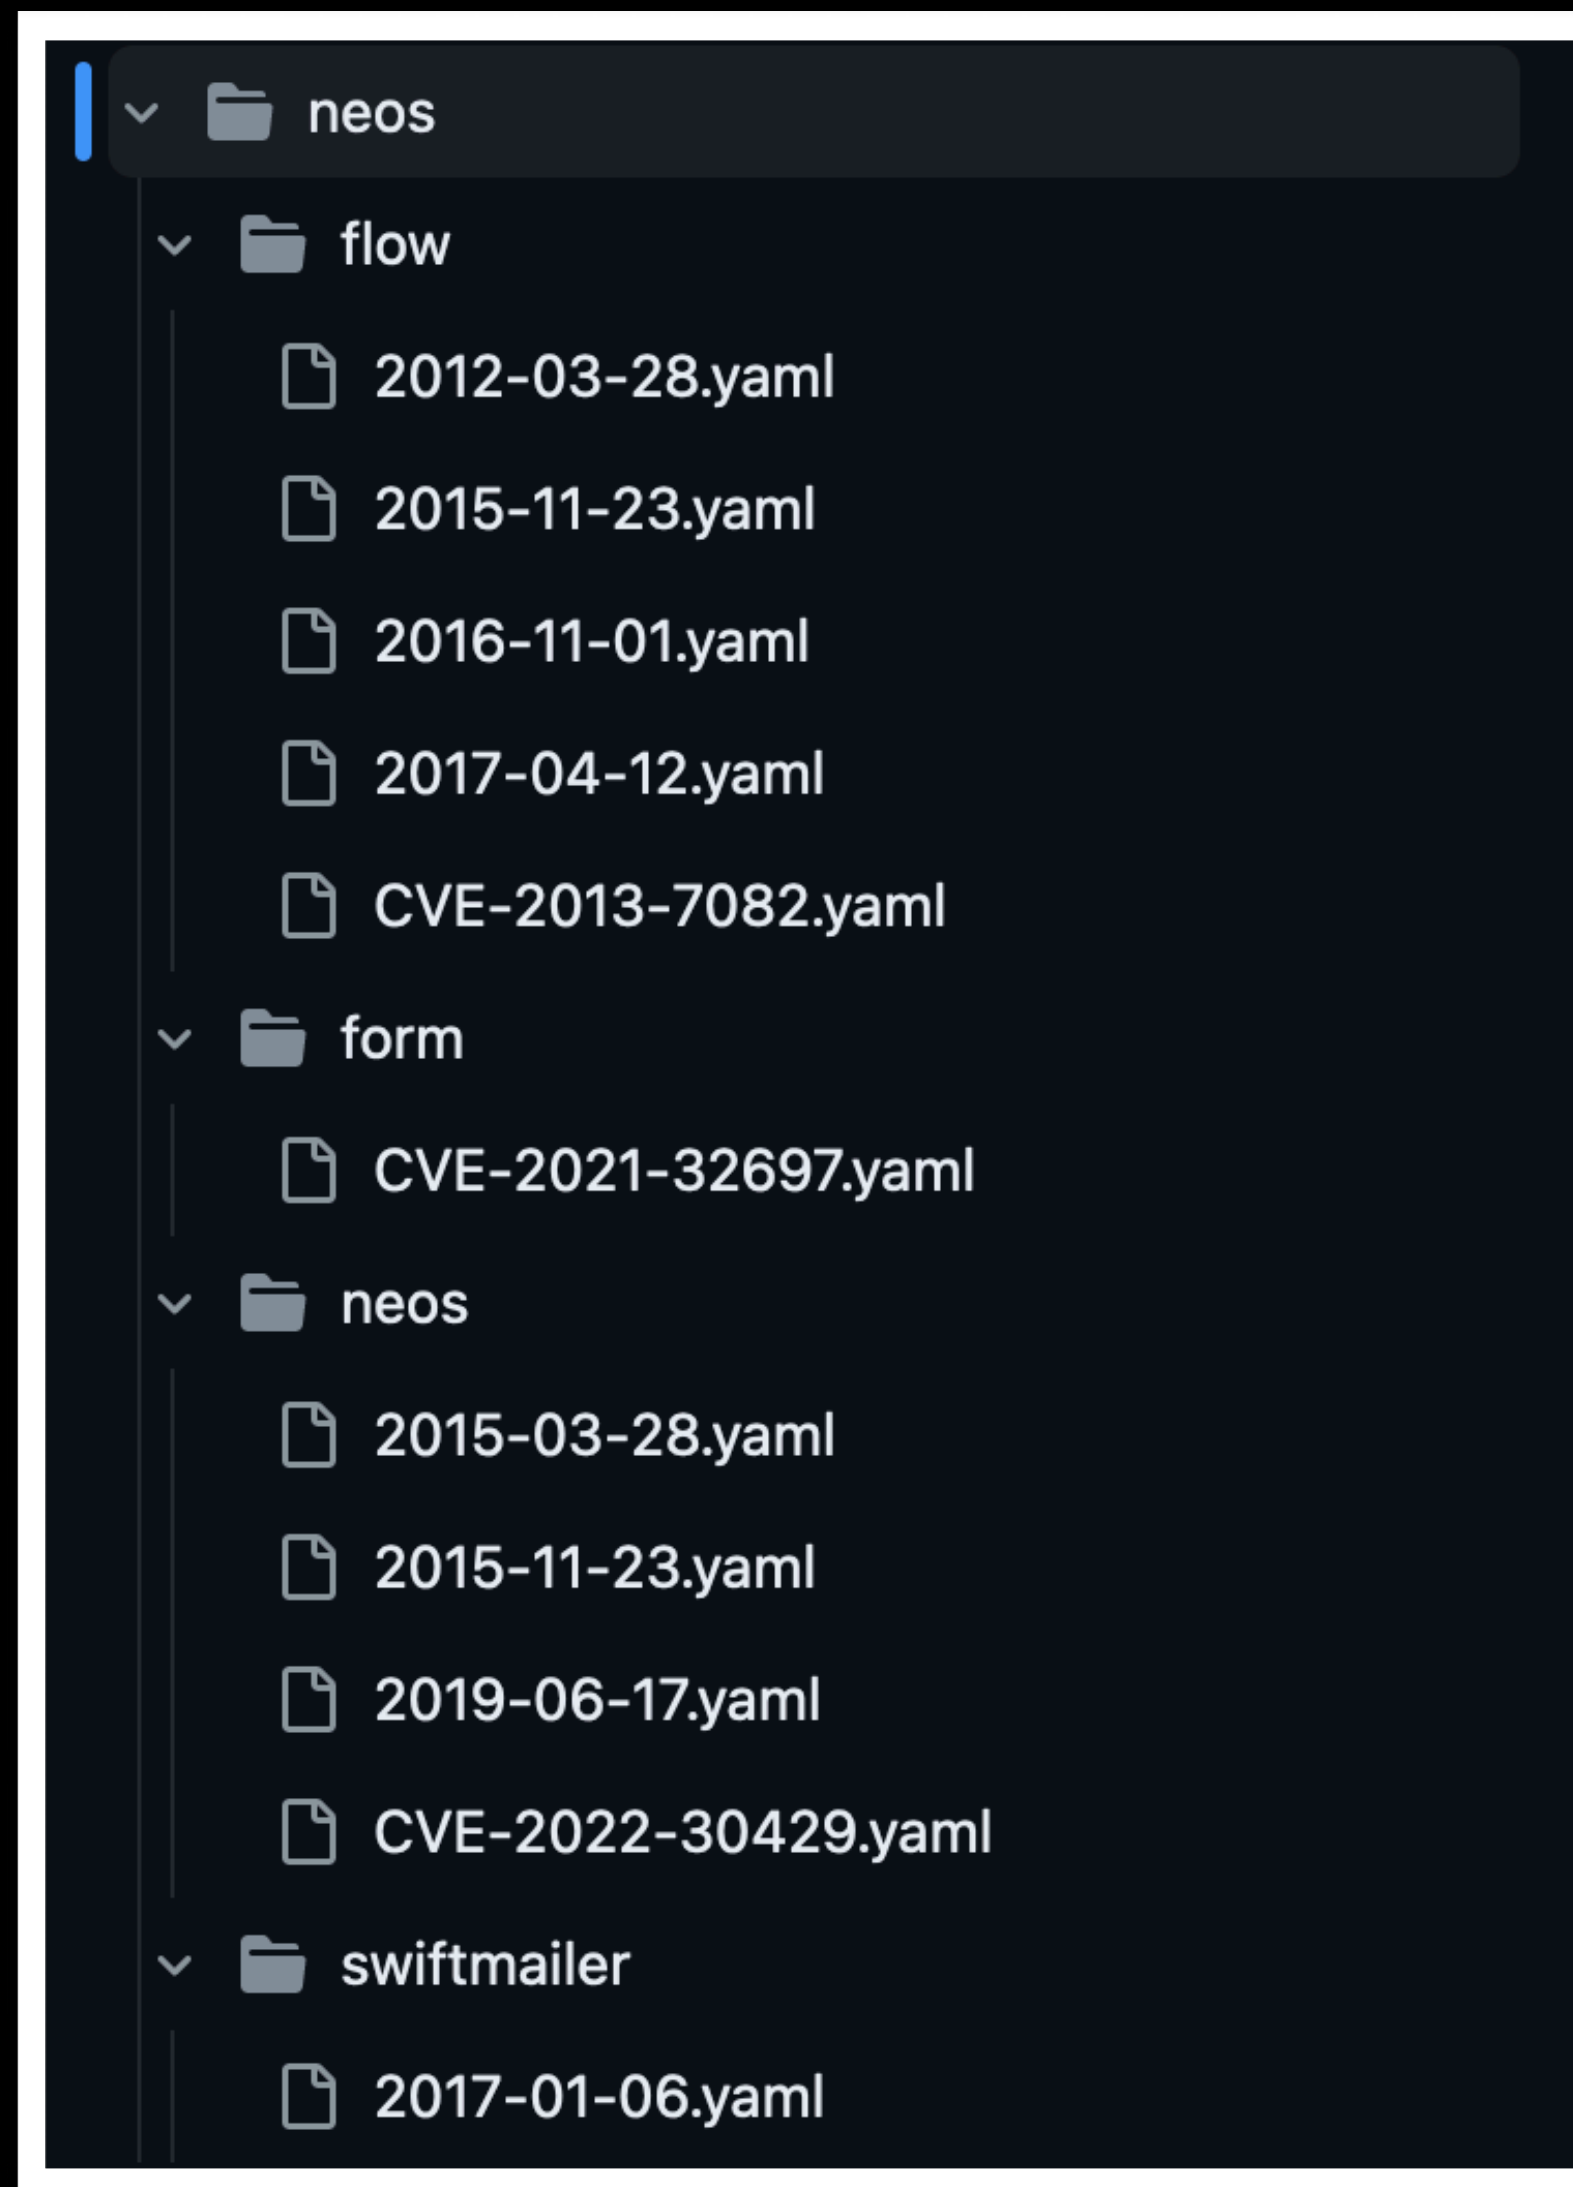 neos
flow
2012-03-28.yaml
2015-11-23.yaml
2016-11-01.yaml
2017-04-12.yaml
CVE-2013-7082.yaml
form
CVE-2021-32697.yaml
neos
2015-03-28.yaml
2015-11-23.yaml
2019-06-17.yaml
CVE-2022-30429.yaml
swiftmailer
2017-01-06.yaml